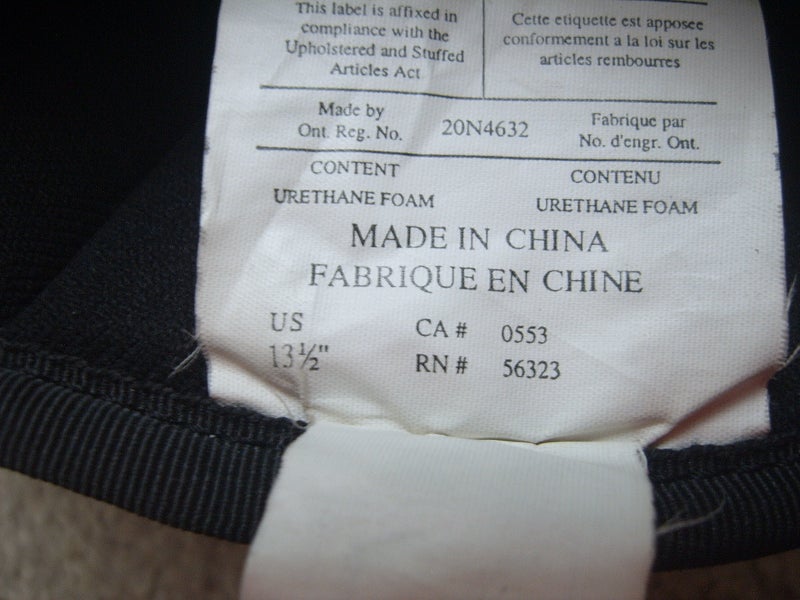 This label is affixed in
compliance with the
Upholstered and Stuffed
Articles Act
Cette etiquette est apposee
conformement a la loi sur les
articles rembourres
Made by
Ont. Reg. No.
20N4632
Fabrique par
No. d'engr. Ont.
CONTENT
URETHANE FOAM
CONTENU
URETHANE FOAM
MADE IN CHINA
FABRIQUE EN CHINE
US
13½"
CA # 0553
RN # 56323